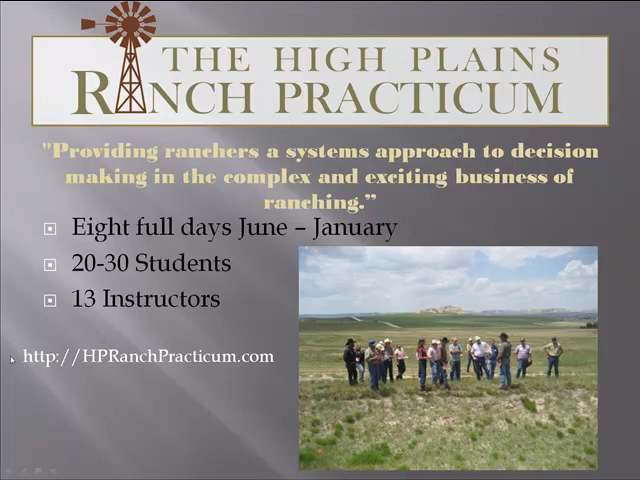 THE HIGH PLAINS
RANCH PRACTICUM
"Providing ranchers a systems approach to decision
making in the complex and exciting business of
ranching.”
Eight full days June – January
20-30 Students
13 Instructors
http://HPRanchPracticum.com